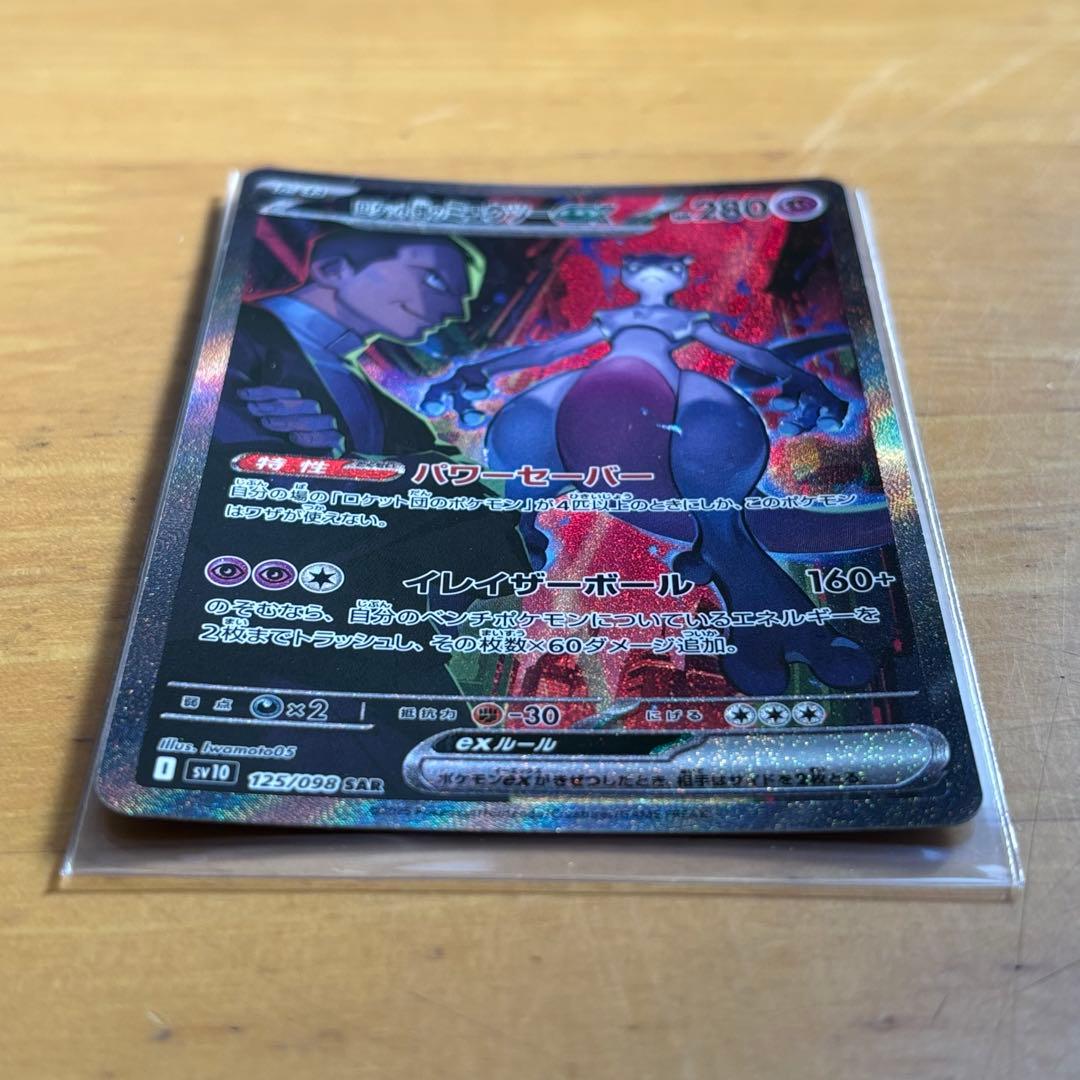 ロケット団のミュウツーex 280
特性 パワーセーバー
自分の場の「ロケット団のポケモン」が4匹以上のときにしか、このポケモン
はワザが使えない。
イレイザーボール 160+
のぞむなら、自分のベンチポケモンについているエネルギーを
2枚までトラッシュし、その枚数×60ダメージ追加。
弱点 ×2 抵抗力 -30 にげる
Illus. Iwamoto05
exルール
I sv10 125/098 SAR
ポケモンexがきぜつしたとき、相手はサイドを2枚とる。